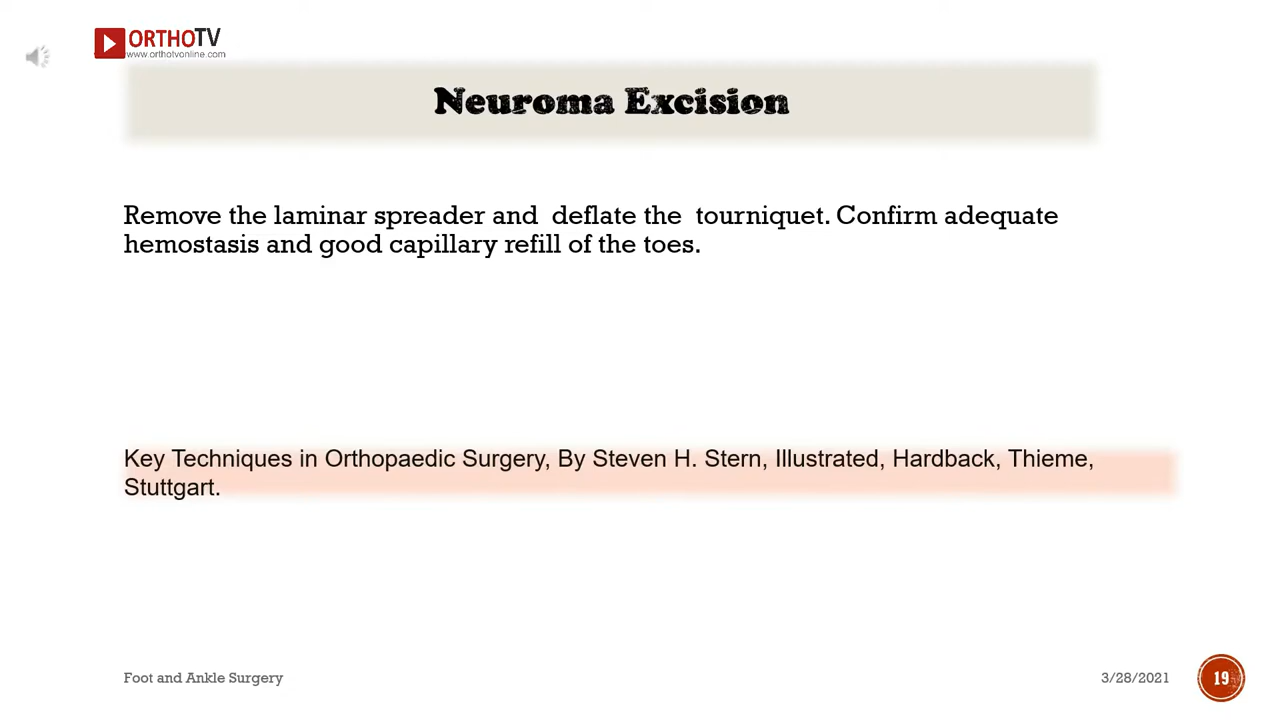 ORTHOTV
www.orthotvonline.com
Neuroma Excision
Remove the laminar spreader and deflate the tourniquet. Confirm adequate
hemostasis and good capillary refill of the toes.
Key Techniques in Orthopaedic Surgery, By Steven H. Stern, Illustrated, Hardback, Thieme,
Stuttgart.
Foot and Ankle Surgery
3/28/2021
19